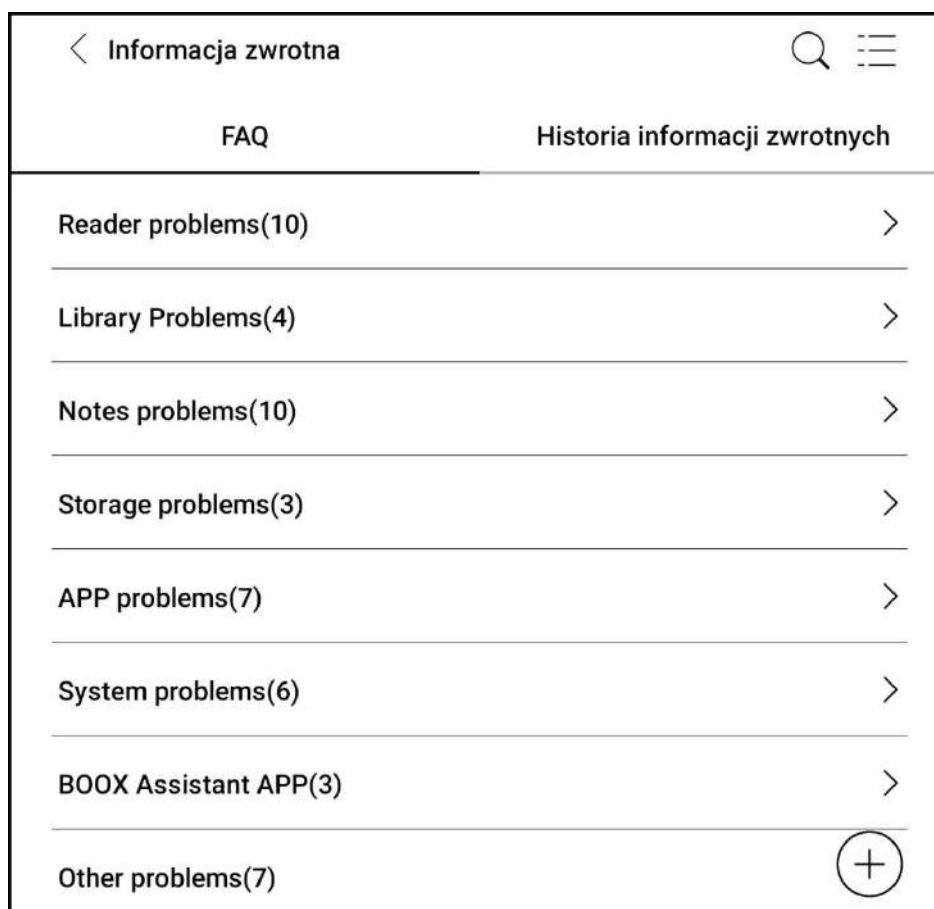 Informacja zwrotna
FAQ
Historia informacji zwrotnych
Reader problems(10)
Library Problems(4)
Notes problems(10)
Storage problems(3)
APP problems(7)
System problems(6)
BOOX Assistant APP(3)
Other problems(7)